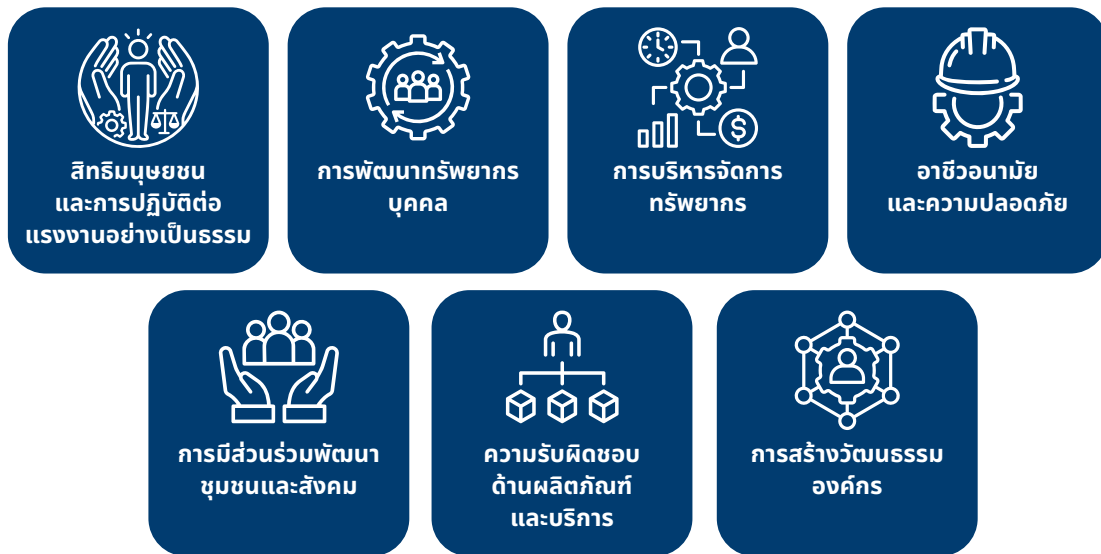 สิทธิมนุษยชน
และการปฏิบัติต่อ
แรงงานอย่างเป็นธรรม
การพัฒนาทรัพยากร
บุคคล
การบริหารจัดการ
ทรัพยากร
อาชีวอนามัย
และความปลอดภัย
การมีส่วนร่วมพัฒนา
ชุมชนและสังคม
ความรับผิดชอบ
ด้านผลิตภัณฑ์
และบริการ
การสร้างวัฒนธรรม
องค์กร